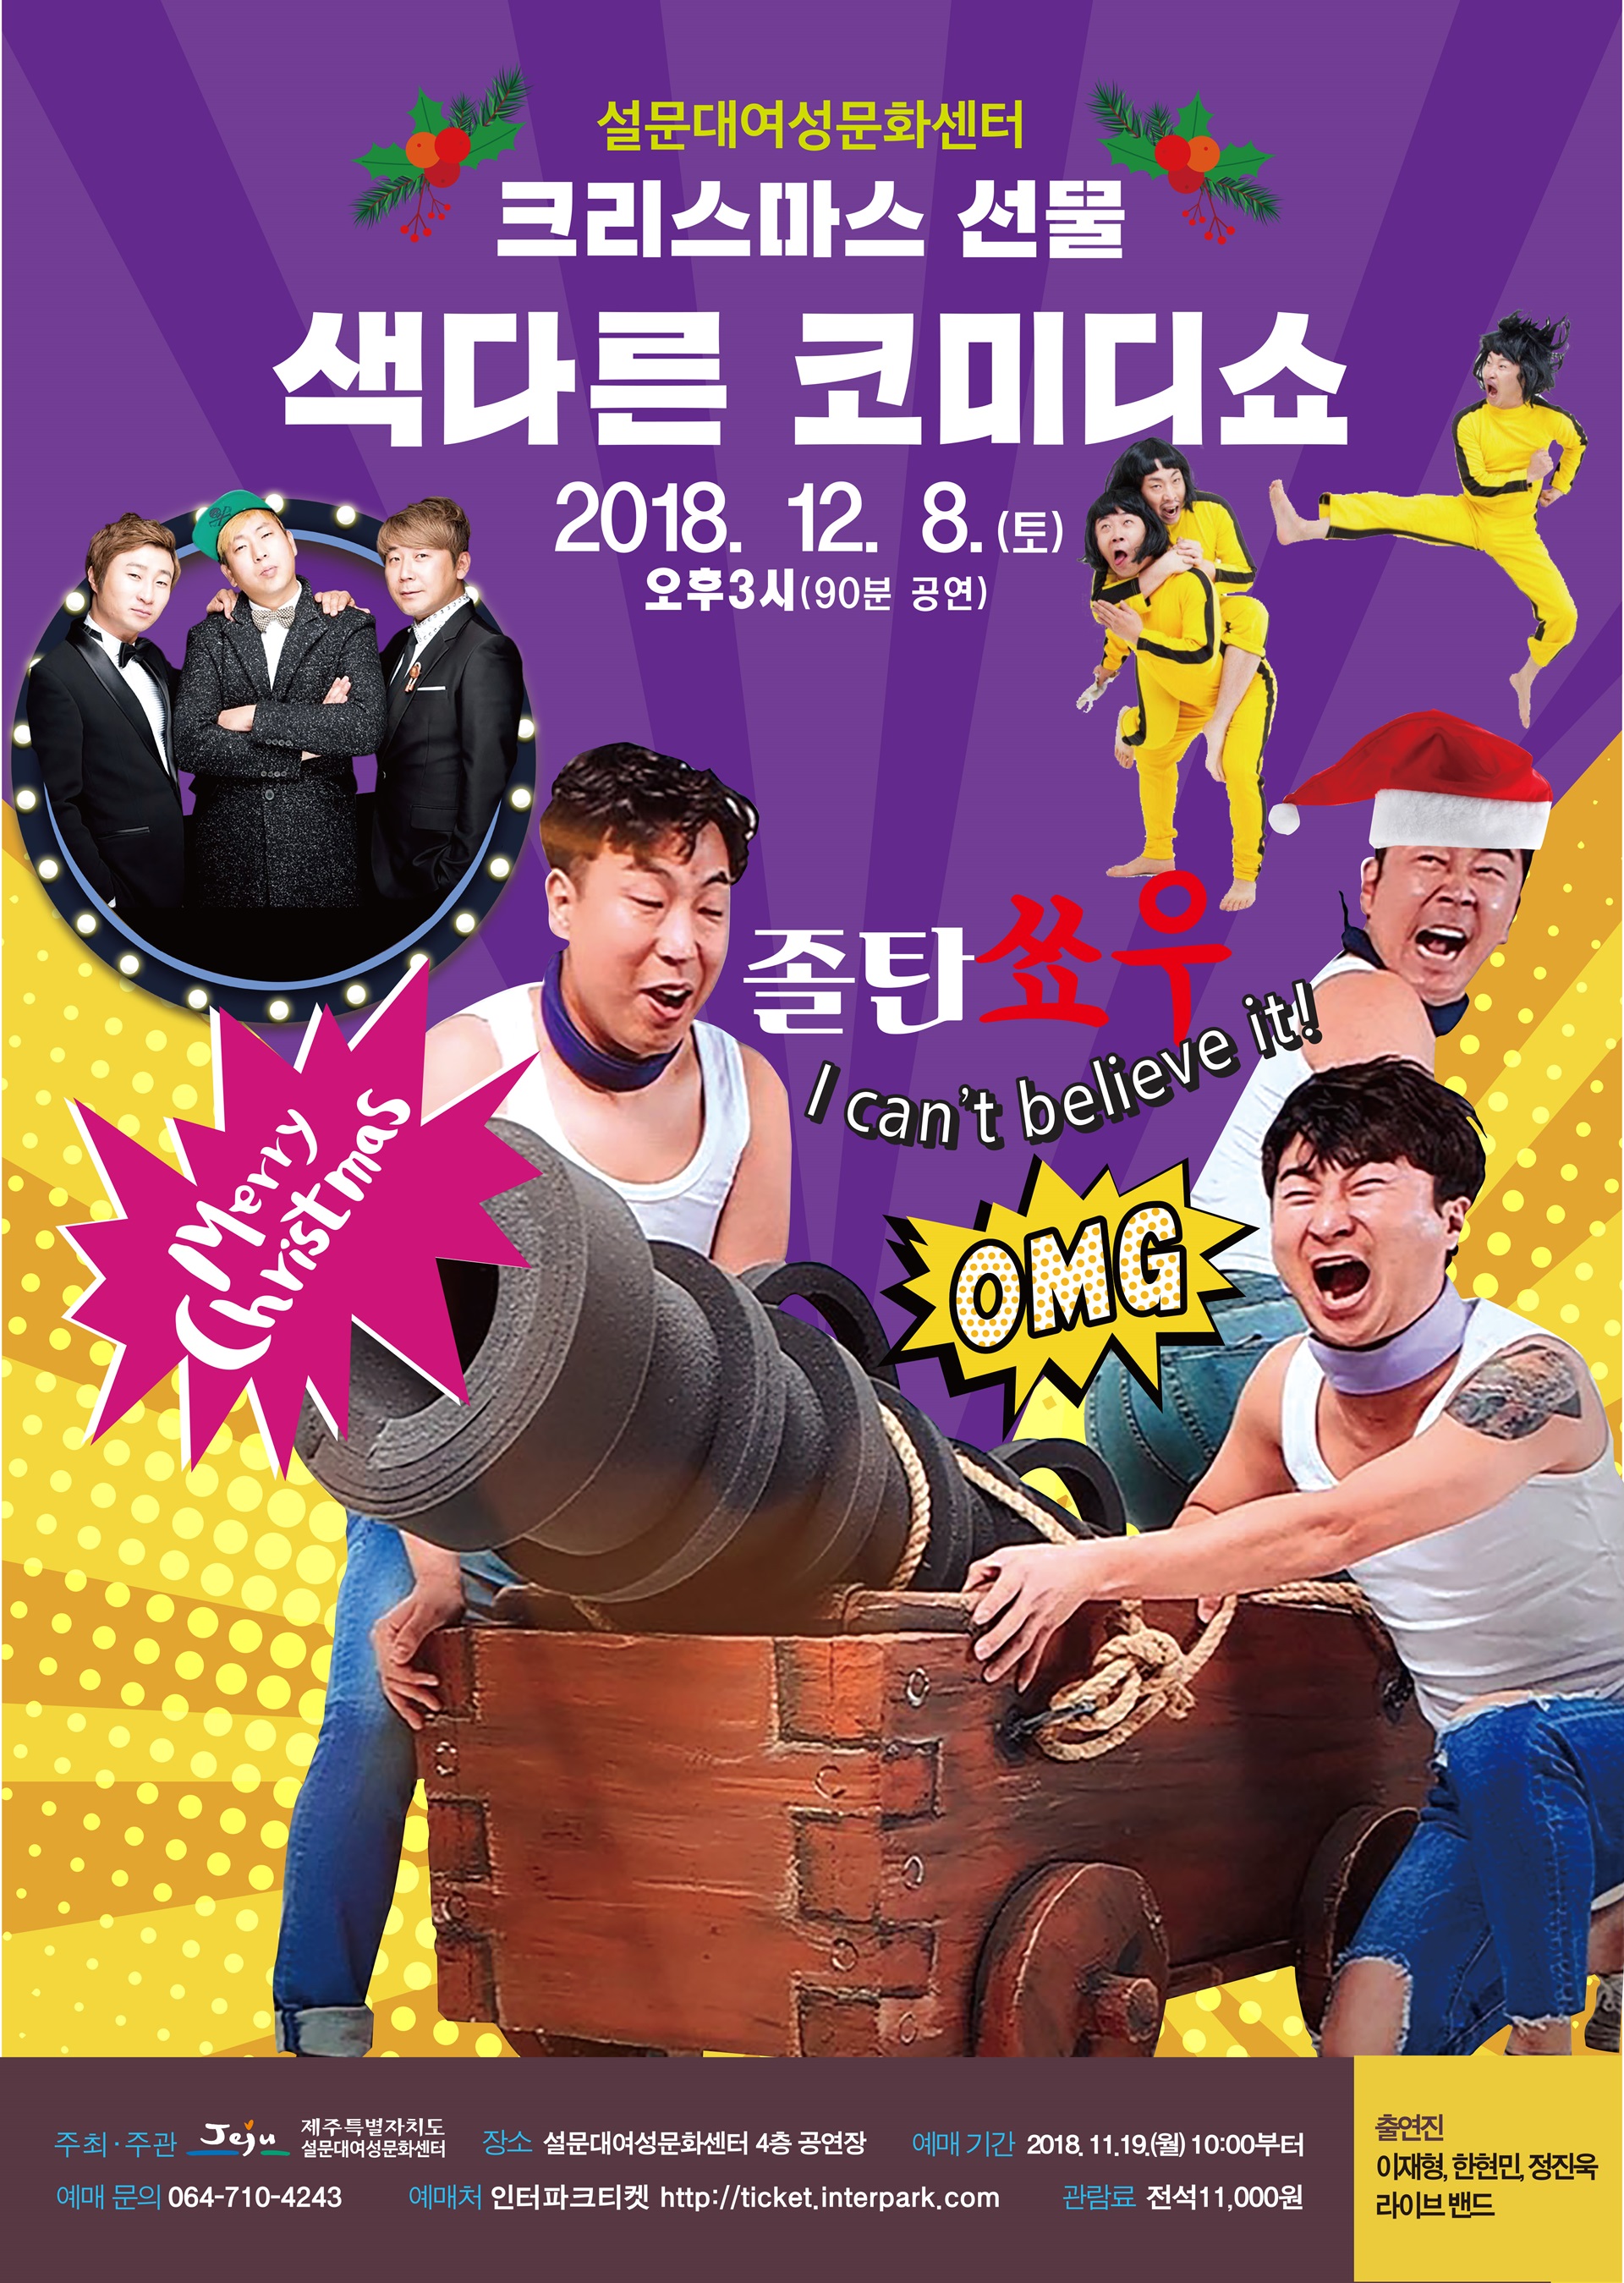 설문대여성문화센터
크리스마스 선물
색다른 코미디쇼
2018. 12. 8. (토)
오후3시(90분 공연)
졸탄쑈우
I can't believe it!
Merry
Christmas
OMG
주최·주관 Jeju 제주특별자치도 설문대여성문화센터
장소 설문대여성문화센터 4층 공연장
예매 기간 2018. 11.19.(월) 10:00부터
예매 문의 064-710-4243
예매처 인터파크티켓 http://ticket.interpark.com
관람료 전석11,000원
출연진
이재형, 한현민, 정진욱
라이브 밴드